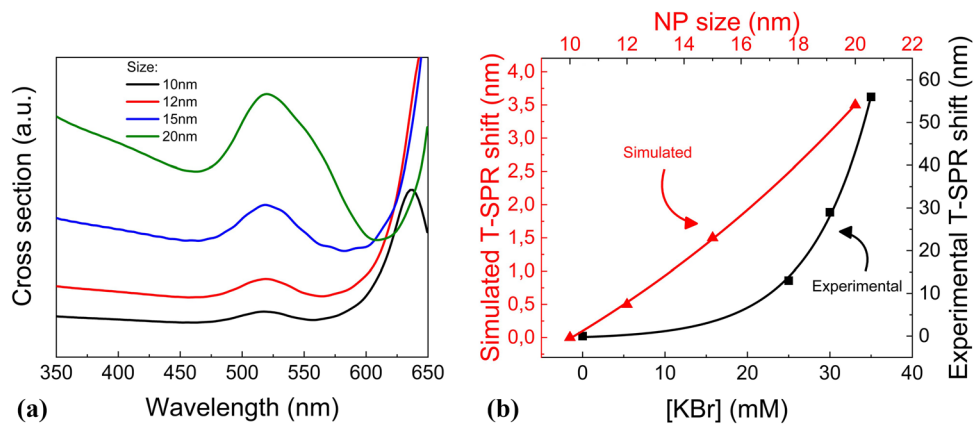 Cross section (a.u.)
Size:
10nm
12nm
15nm
20nm
350 400 450 500 550 600 650
Wavelength (nm)
(a)
NP size (nm)
10 12 14 16 18 20 22
Simulated T-SPR shift (nm)
4,0
3,5
3,0
2,5
2,0
1,5
1,0
0,5
0,0
Simulated
Experimental
60
50
40
30
20
10
0
Experimental T-SPR shift (nm)
0 10 20 30 40
[KBr] (mM)
(b)